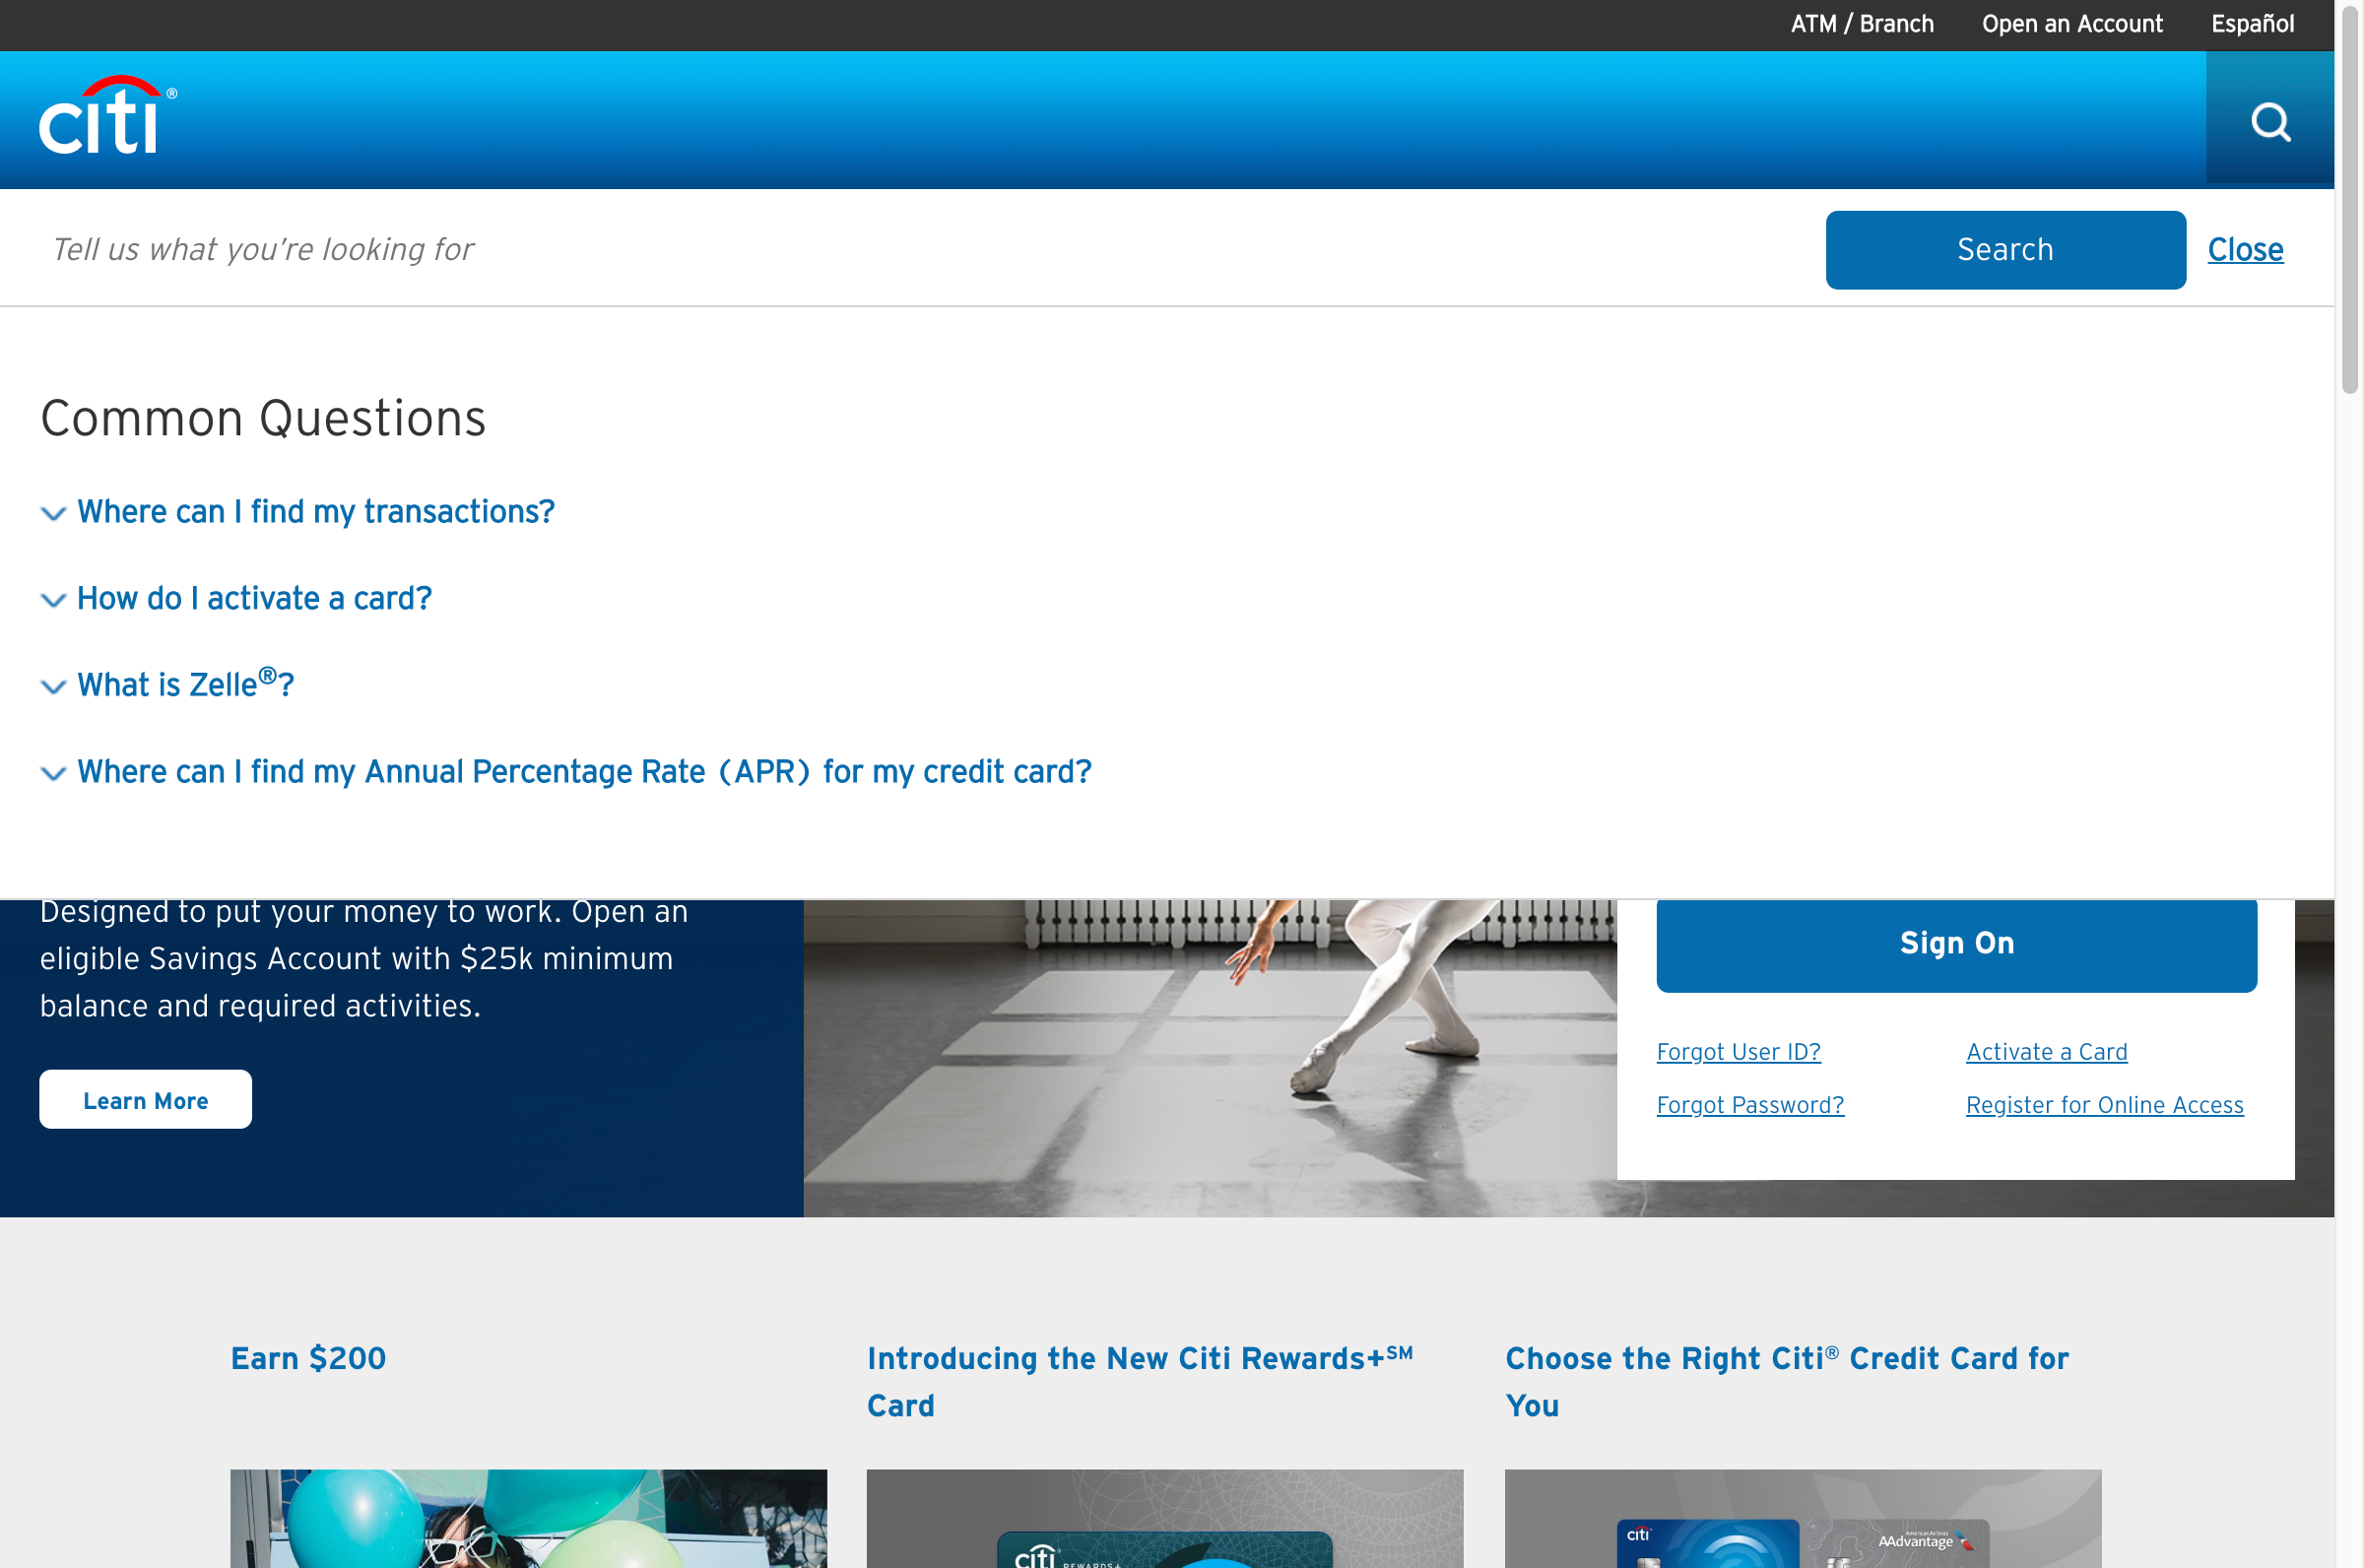 ATM / Branch
Open an Account
Español
citi®
Tell us what you're looking for
Search
Close
Common Questions
Where can I find my transactions?
How do I activate a card?
What is Zelle®?
Where can I find my Annual Percentage Rate (APR) for my credit card?
Designed to put your money to work. Open an
eligible Savings Account with $25k minimum
balance and required activities.
Learn More
Sign On
Forgot User ID?
Activate a Card
Forgot Password?
Register for Online Access
Earn $200
Introducing the New Citi Rewards+SM
Card
Choose the Right Citi® Credit Card for
You
citi REWARDS+
citi
American Airlines
AAdvantage